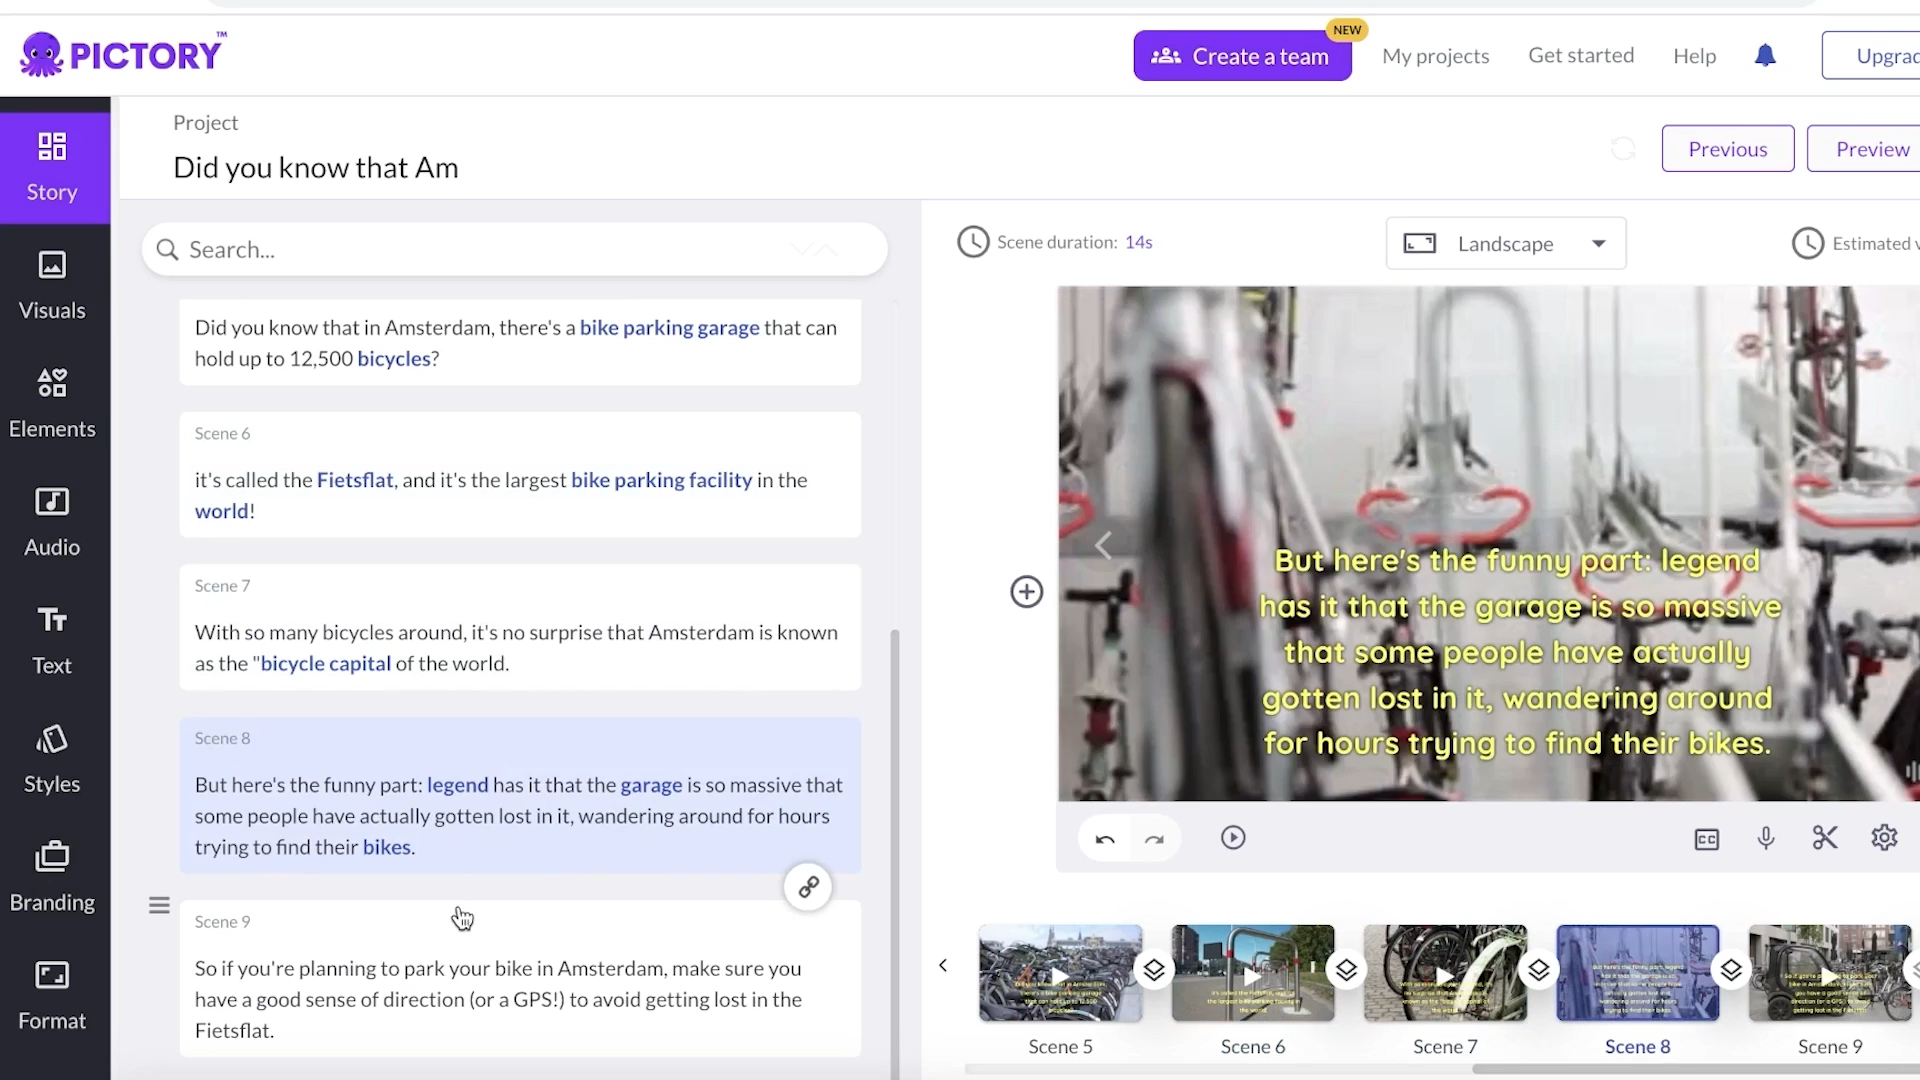 PICTORY™
Create a team
NEW
My projects
Get started
Help
Upgrad
Story
Visuals
Elements
Audio
Text
Styles
Branding
Format
Project
Did you know that Am
Previous
Preview
Search...
Did you know that in Amsterdam, there's a bike parking garage that can
hold up to 12,500 bicycles?
Scene 6
it's called the Fietsflat, and it's the largest bike parking facility in the
world!
Scene 7
With so many bicycles around, it's no surprise that Amsterdam is known
as the "bicycle capital of the world.
Scene 8
But here's the funny part: legend has it that the garage is so massive that
some people have actually gotten lost in it, wandering around for hours
trying to find their bikes.
Scene 9
So if you're planning to park your bike in Amsterdam, make sure you
have a good sense of direction (or a GPS!) to avoid getting lost in the
Fietsflat.
Scene duration: 14s
Landscape
Estimated v
But here's the funny part: legend
has it that the garage is so massive
that some people have actually
gotten lost in it, wandering around
for hours trying to find their bikes.
CC
Scene 5
Scene 6
Scene 7
Scene 8
Scene 9